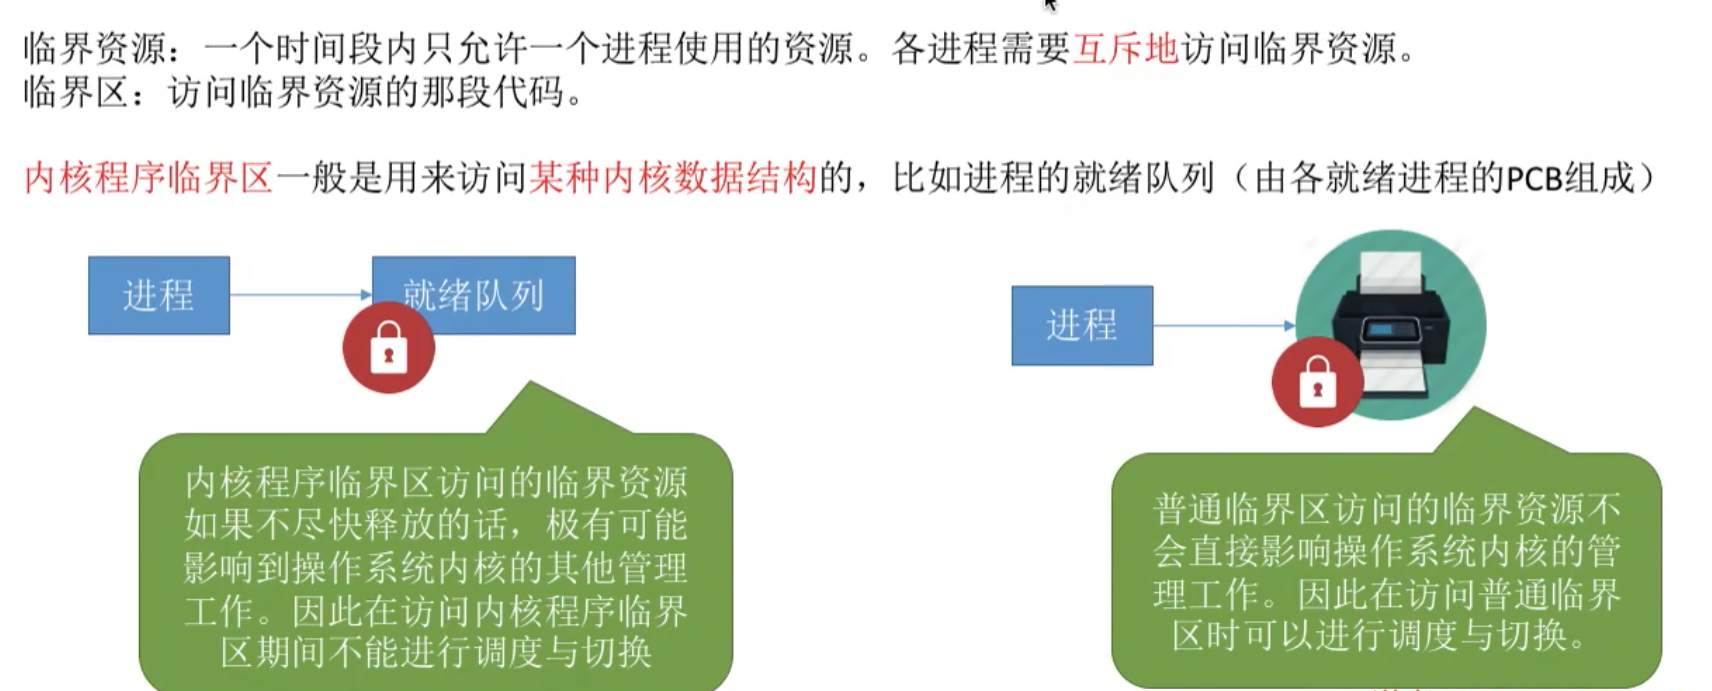 临界资源：一个时间段内只允许一个进程使用的资源。各进程需要互斥地访问临界资源。
临界区：访问临界资源的那段代码。
内核程序临界区一般是用来访问某种内核数据结构的，比如进程的就绪队列（由各就绪进程的PCB组成）
进程
就绪队列
内核程序临界区访问的临界资源
如果不尽快释放的话，极有可能
影响到操作系统内核的其他管理
工作。因此在访问内核程序临界
区期间不能进行调度与切换
进程
普通临界区访问的临界资源不
会直接影响操作系统内核的管
理工作。因此在访问普通临界
区时可以进行调度与切换。